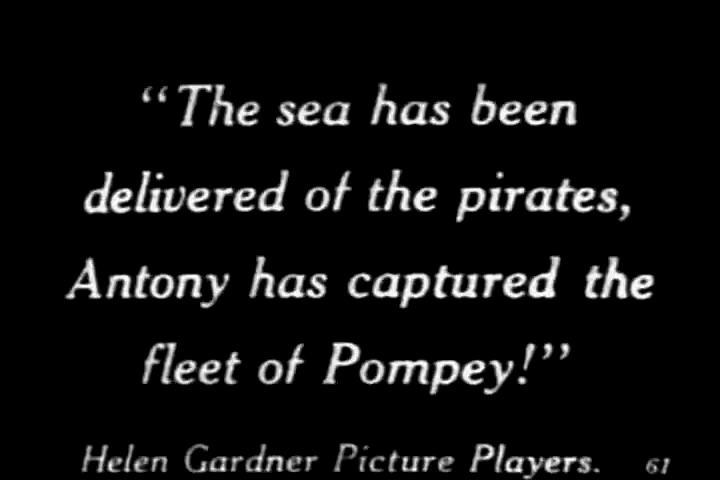 “The sea has been
delivered of the pirates,
Antony has captured the
fleet of Pompey!”
Helen Gardner Picture Players. 61